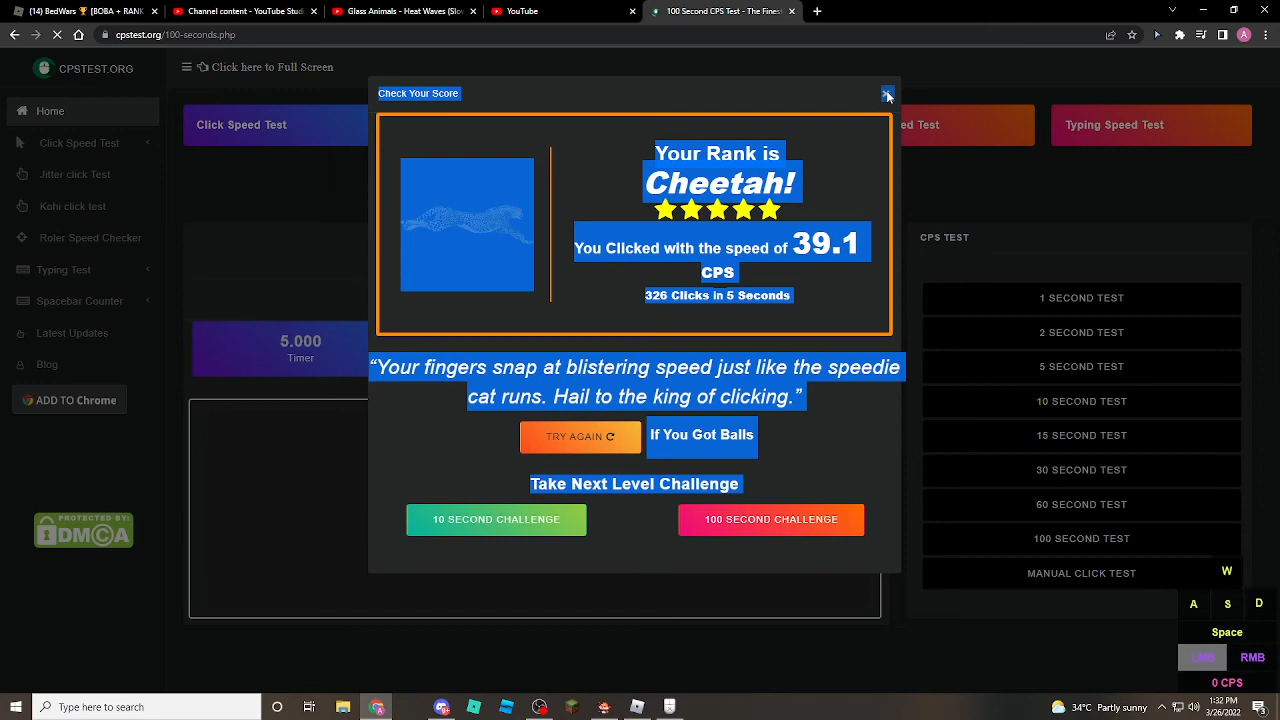 (14) BedWars 🏆 [BOBA + RANK
Channel content - YouTube Studi
Glass Animals - Heat Waves (Slow
YouTube
100 Second CPS Test - The Finest
cpstest.org/100-seconds.php
A
CPSTEST.ORG
Click here to Full Screen
Home
Click Speed Test
Jitter click Test
Kohi click test
Roler Speed Checker
Typing Test
Spacebar Counter
Latest Updates
Blog
ADD TO Chrome
PROTECTED BY:
DMCA
Click Speed Test
ed Test
Typing Speed Test
5.000
Timer
Check Your Score
Your Rank is
Cheetah!
You Clicked with the speed of 39.1
CPS
326 Clicks in 5 Seconds
“Your fingers snap at blistering speed just like the speedie
cat runs. Hail to the king of clicking.”
TRY AGAIN
If You Got Balls
Take Next Level Challenge
10 SECOND CHALLENGE
100 SECOND CHALLENGE
CPS TEST
1 SECOND TEST
2 SECOND TEST
5 SECOND TEST
10 SECOND TEST
15 SECOND TEST
30 SECOND TEST
60 SECOND TEST
100 SECOND TEST
MANUAL CLICK TEST
W
A S D
Space
LMB RMB
0 CPS
Type here to search
34°C Partly sunny
1:32 PM
3/26/2022